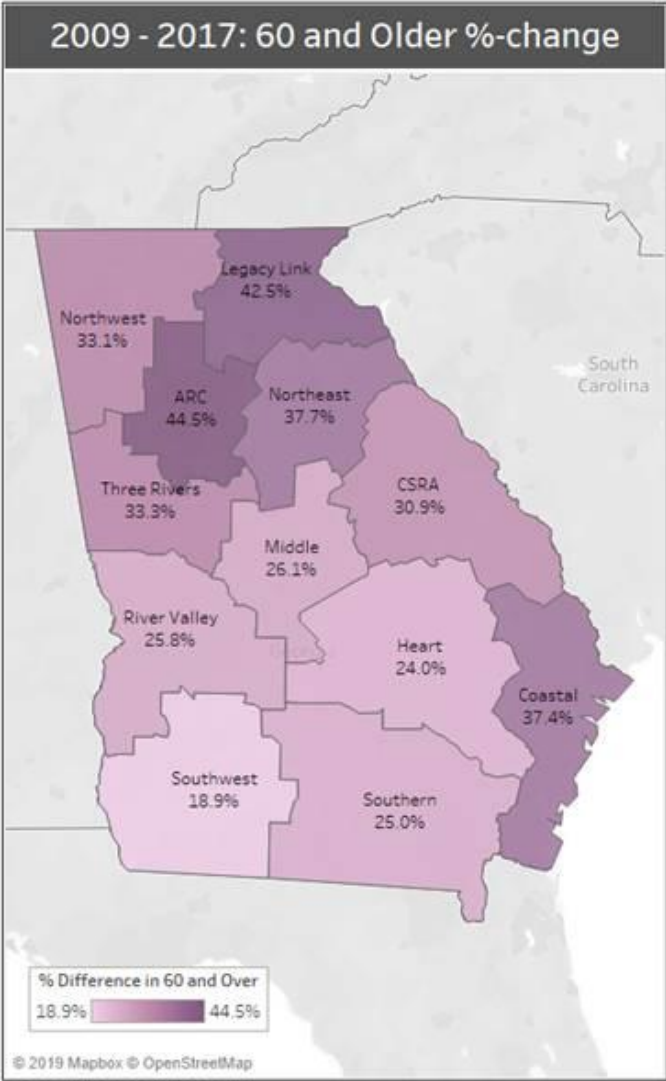 2009 - 2017: 60 and Older %-change
Legacy Link
42.5%
Northwest
33.1%
South
Carolina
ARC
44.5%
Northeast
37.7%
Three Rivers
33.3%
CSRA
30.9%
Middle
26.1%
River Valley
25.8%
Heart
24.0%
Coastal
37.4%
Southwest
18.9%
Southern
25.0%
% Difference in 60 and Over
18.9% 44.5%
© 2019 Mapbox © OpenStreetMap